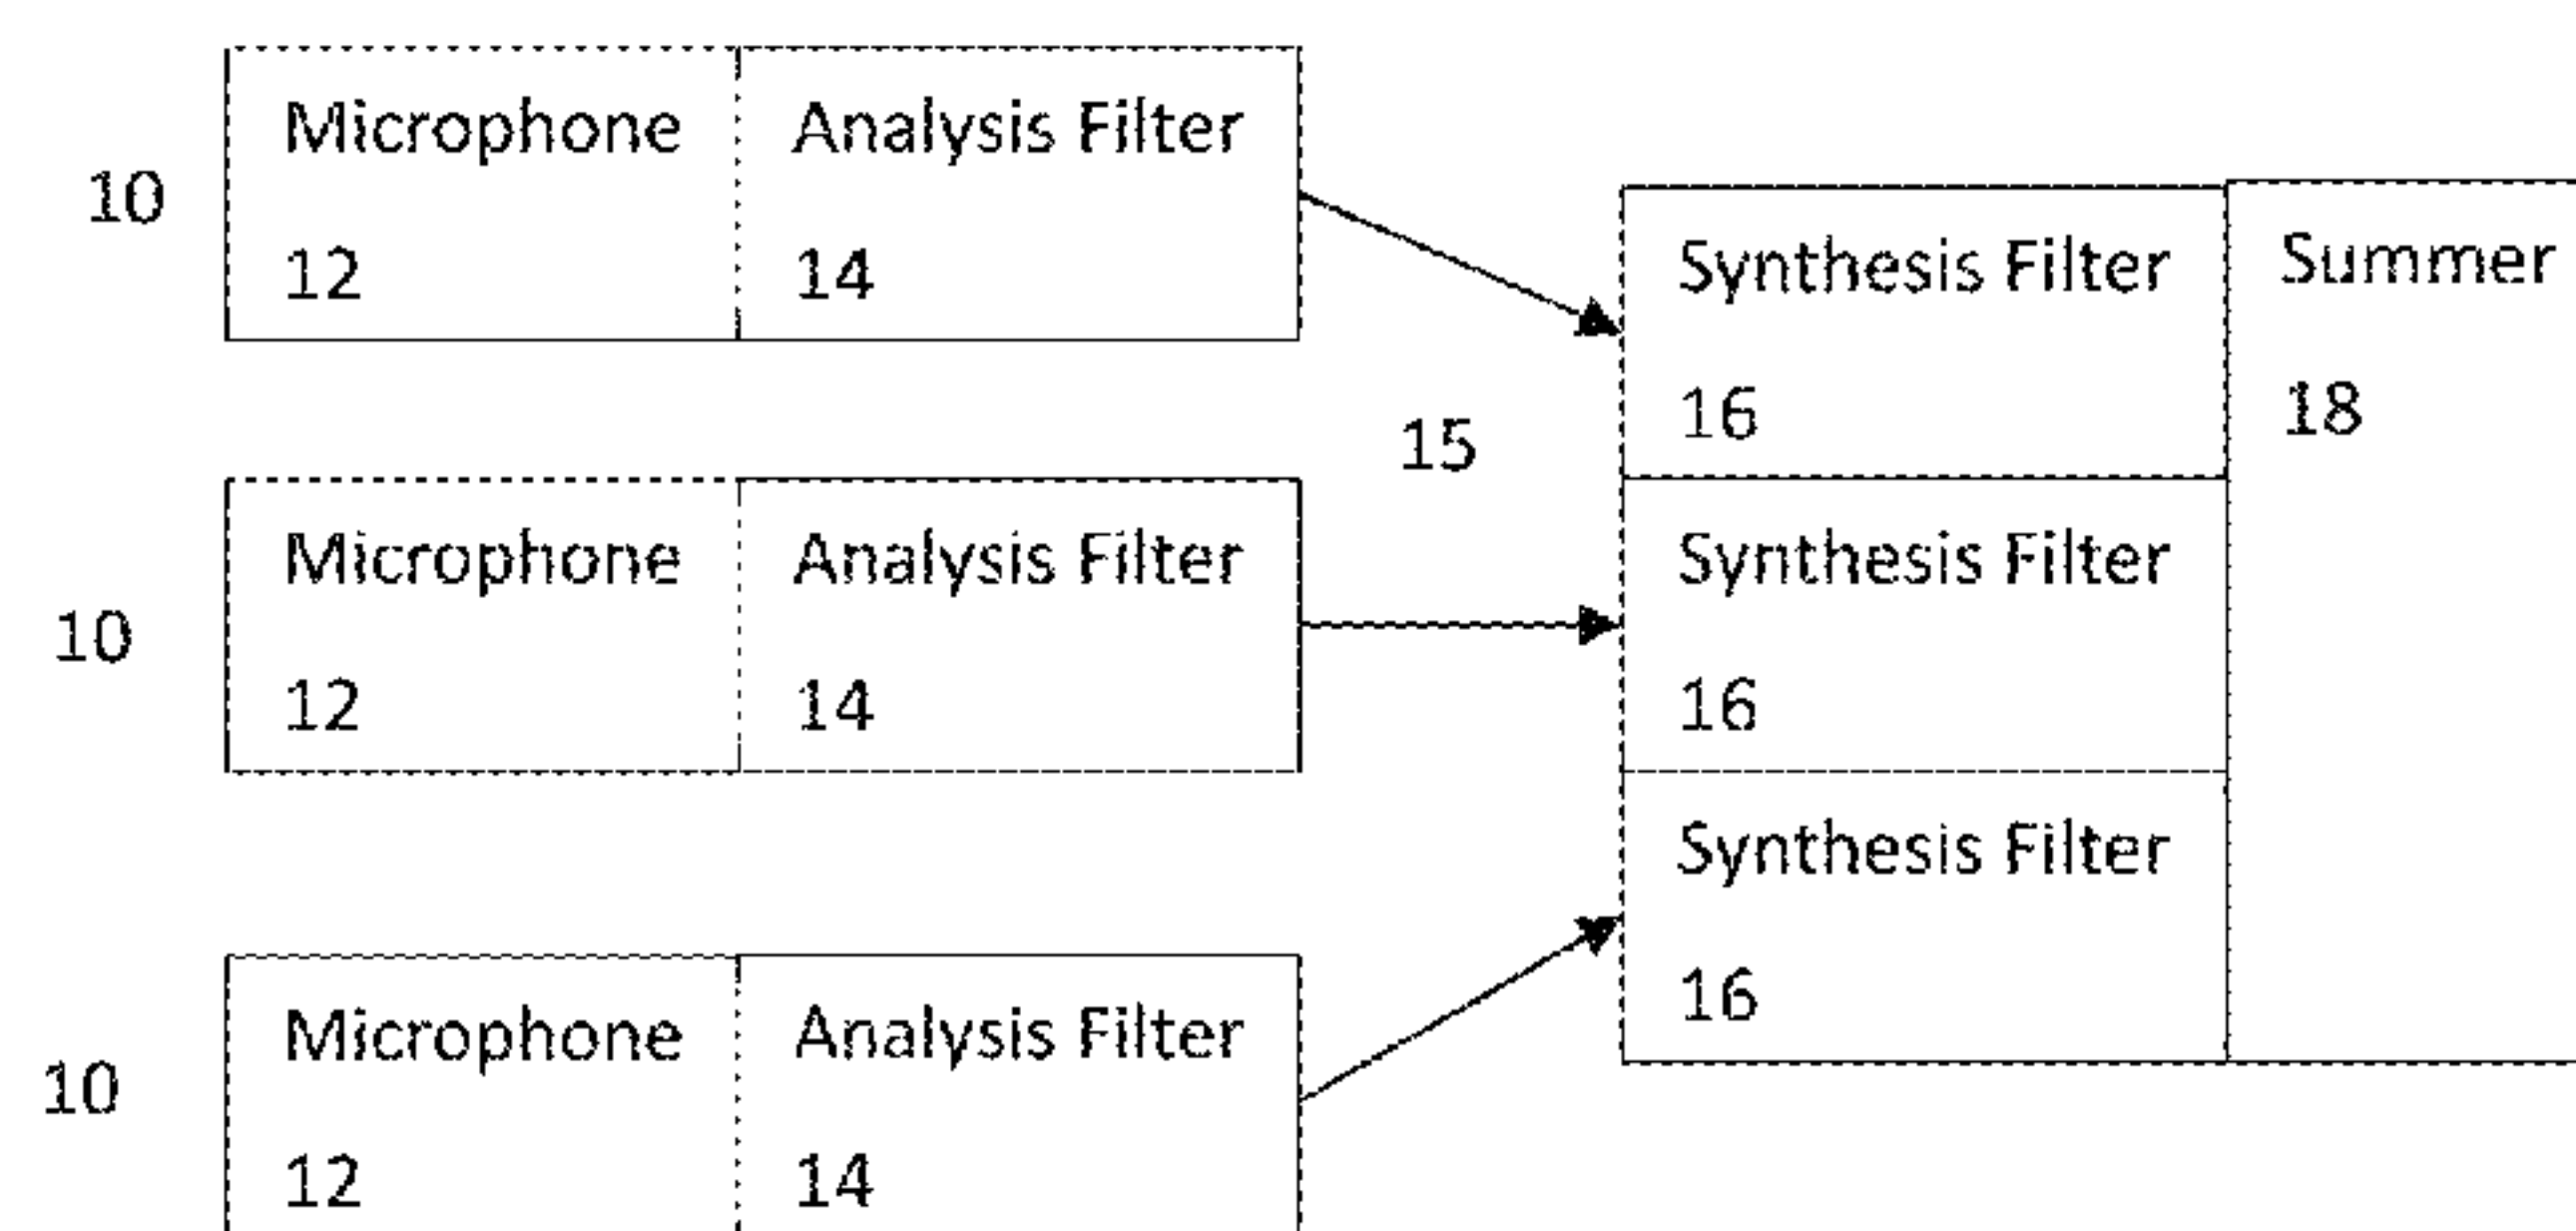 Microphone
Analysis Filter
10
12
14
Synthesis Filter
16
Summer
18
15
Microphone
Analysis Filter
10
12
14
Synthesis Filter
16
Microphone
Analysis Filter
10
12
14
Synthesis Filter
16